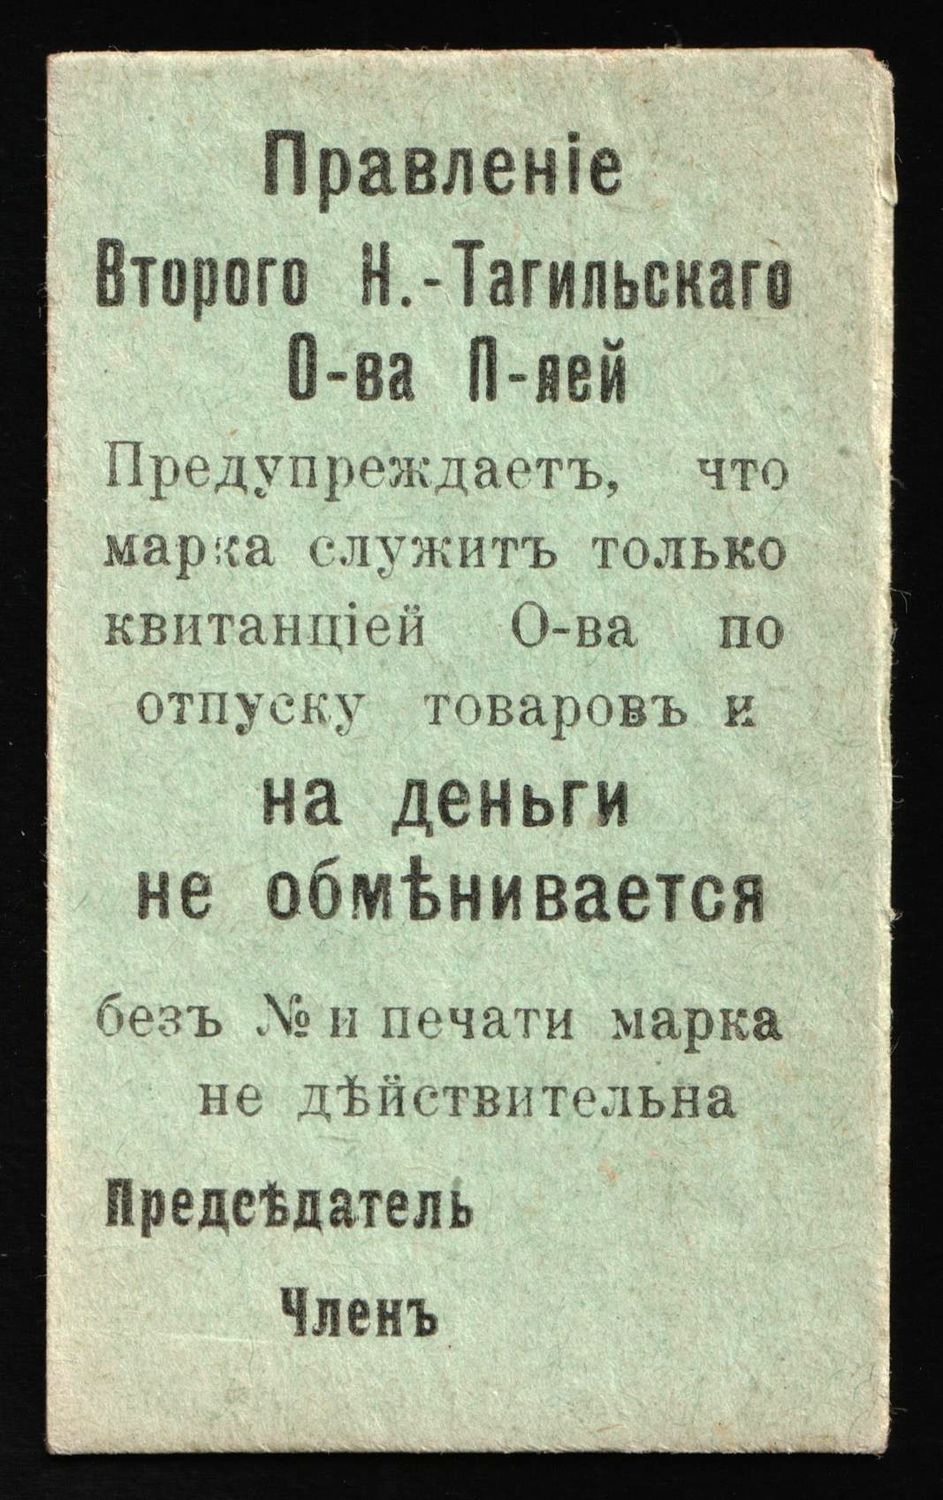 Правленіе
Второго Н.-Тагильскаго
О-ва П-лей
Предупреждаетъ, что
марка служитъ только
квитанціей О-ва по
отпуску товаровъ и
на деньги
не обмѣнивается
безъ № и печати марка
не дѣйствительна
Предсѣдатель
Членъ